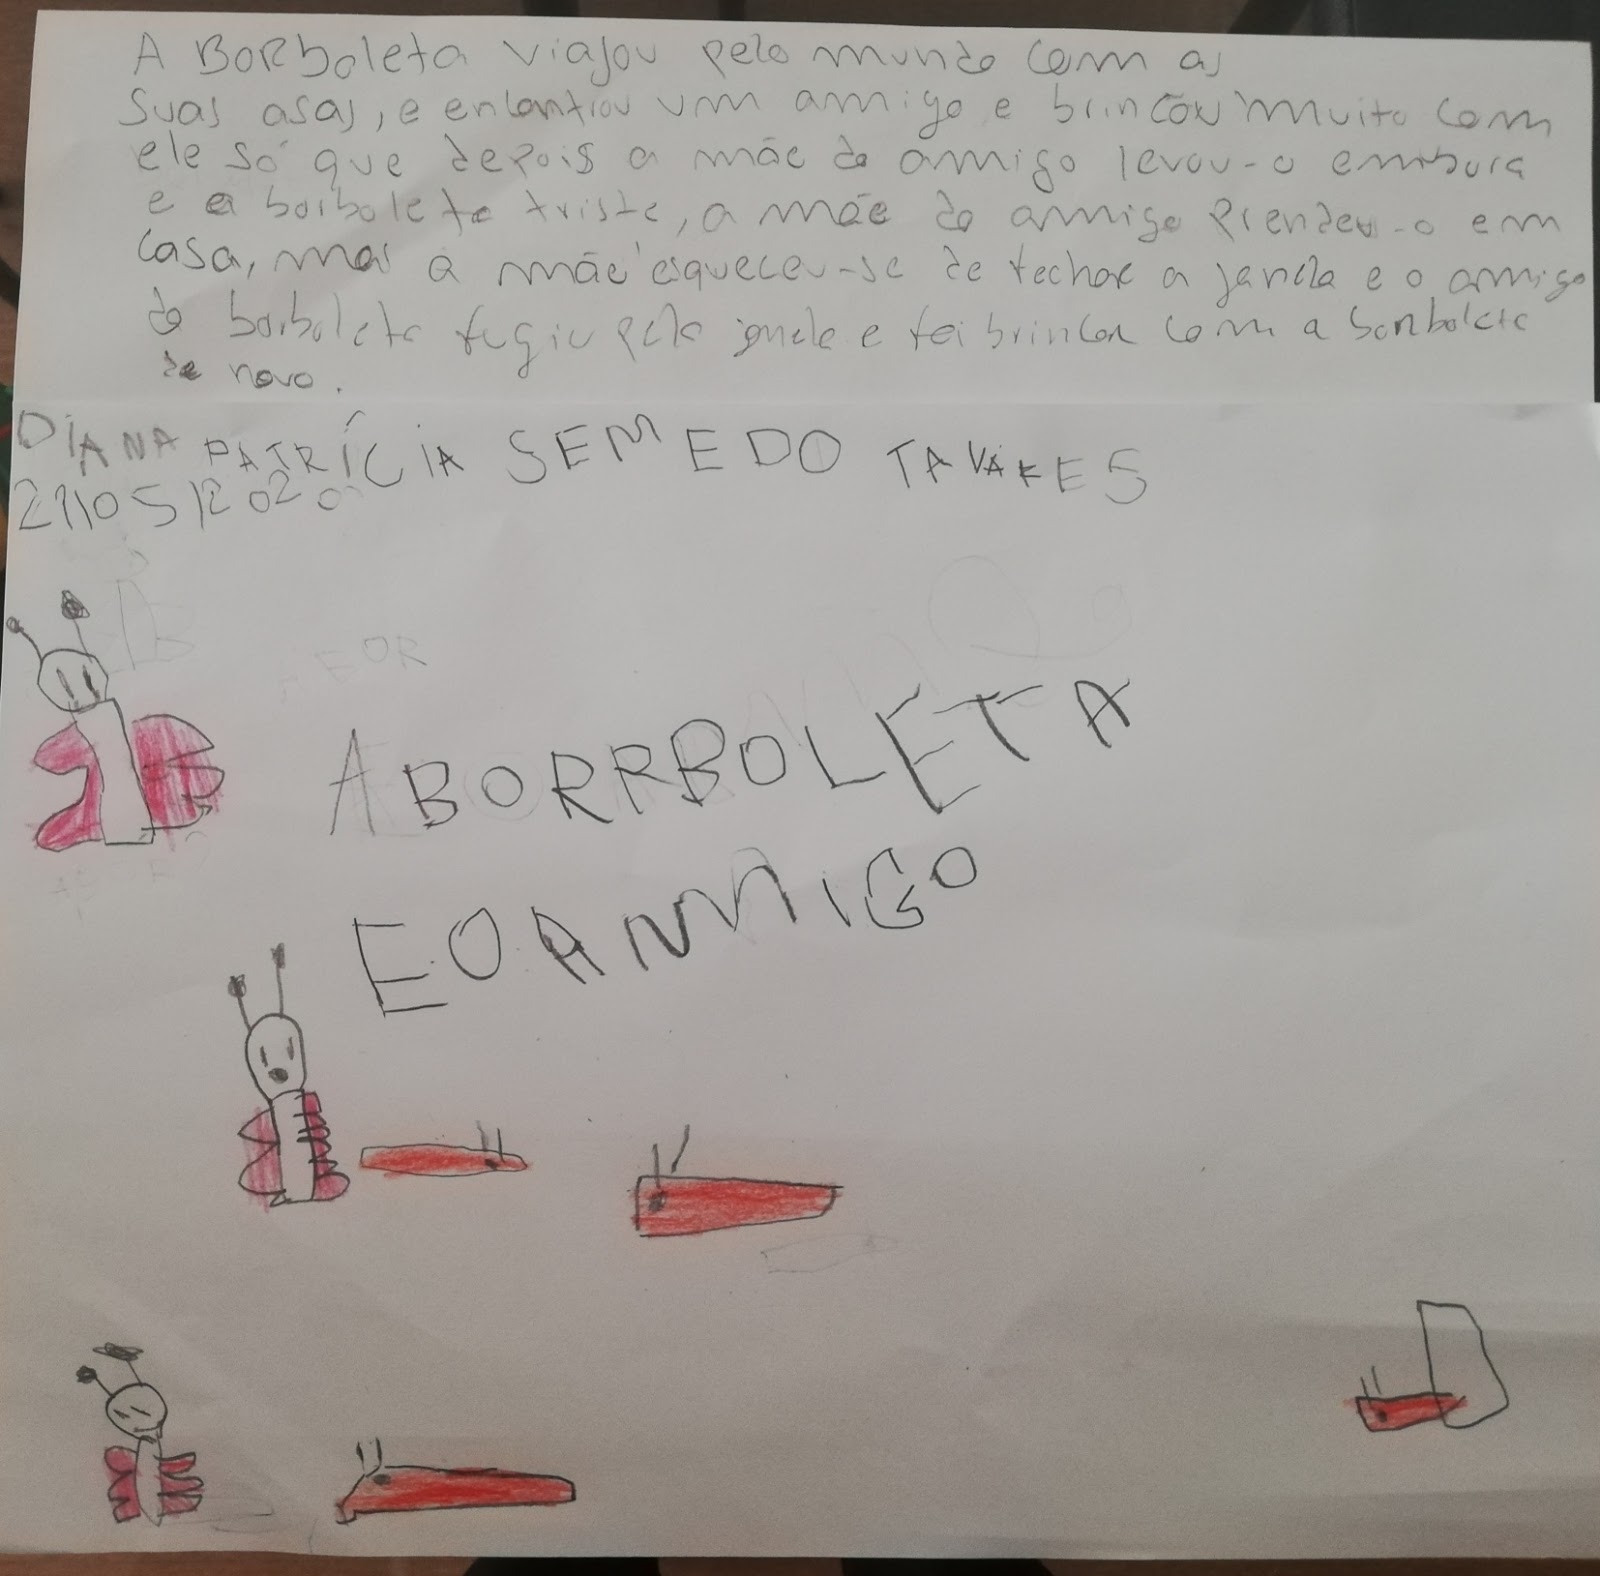 A BORboleta viajou pelo mundo com as
suas asas, e encontrou um amigo e brincou muito com
ele só que depois a mãe do amigo levou-o embora
e a borboleta triste, a mãe do amigo Prendeu-o em
casa, mas a mãe esqueceu-se de fechar a janela e o amigo
da borboleta fugiu pela janela e foi brincar com a borboleta
de novo.
DIANA PATRÍCIA SEMEDO TAVARES
21/05/2020
A BORRBOLETA
E O ANMIGO